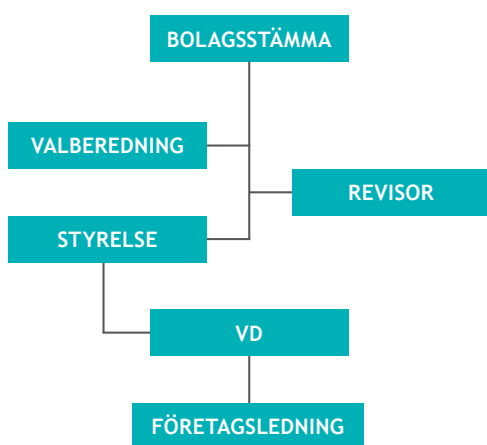 BOLAGSSTÄMMA
VALBEREDNING
REVISOR
STYRELSE
VD
FÖRETAGSLEDNING